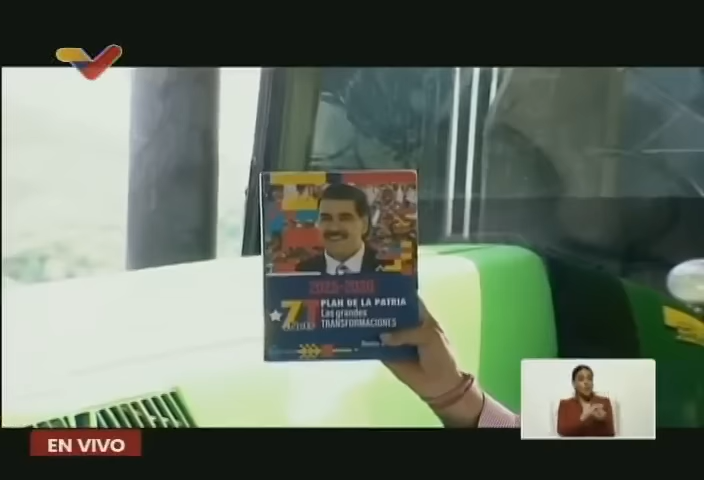 2025-2030
7T
PLAN DE LA PATRIA
Las grandes
TRANSFORMACIONES
EN VIVO